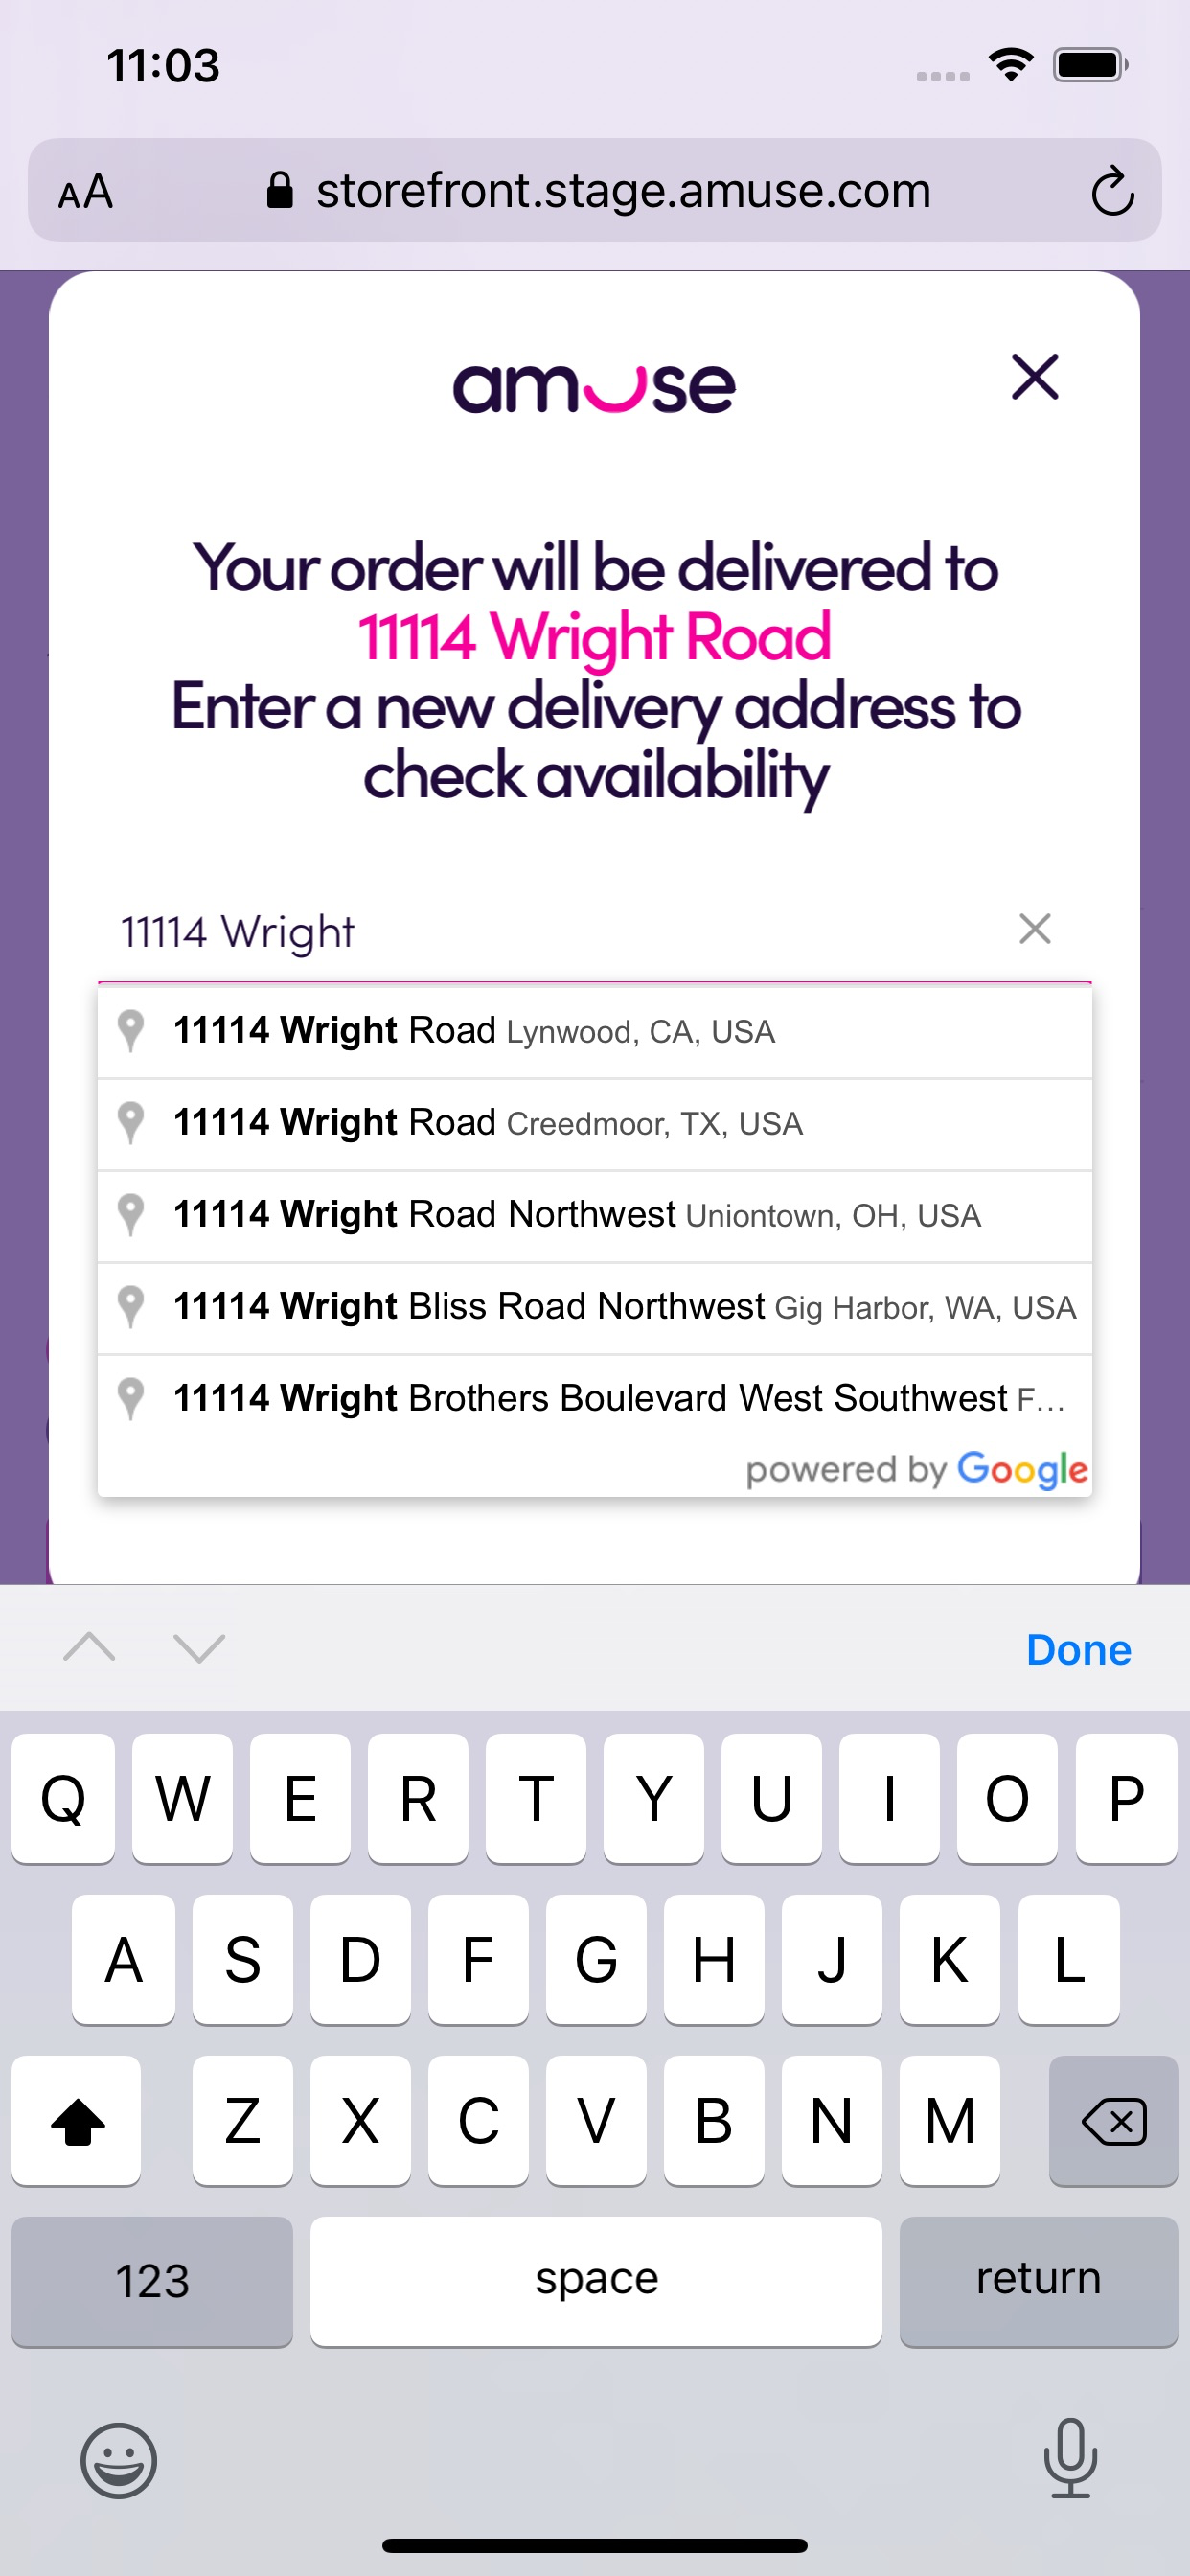 11:03
AA storefront.stage.amuse.com
amuse
Your order will be delivered to
11114 Wright Road
Enter a new delivery address to
check availability
11114 Wright
11114 Wright Road Lynwood, CA, USA
11114 Wright Road Creedmoor, TX, USA
11114 Wright Road Northwest Uniontown, OH, USA
11114 Wright Bliss Road Northwest Gig Harbor, WA, USA
11114 Wright Brothers Boulevard West Southwest F...
powered by Google
Done
Q W E R T Y U I O P
A S D F G H J K L
Z X C V B N M
123 space return